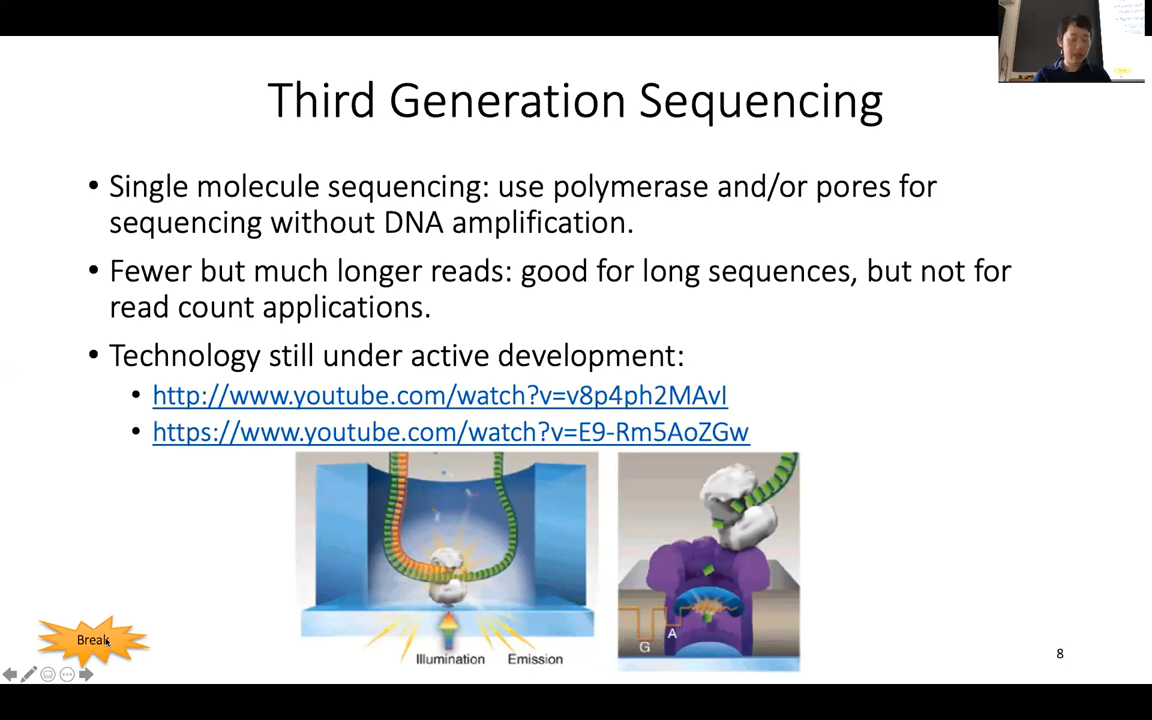 Third Generation Sequencing
• Single molecule sequencing: use polymerase and/or pores for
sequencing without DNA amplification.
• Fewer but much longer reads: good for long sequences, but not for
read count applications.
• Technology still under active development:
• http://www.youtube.com/watch?v=v8p4ph2MAvI
• https://www.youtube.com/watch?v=E9-Rm5AoZGw
G
A
Illumination
Emission
Break
8